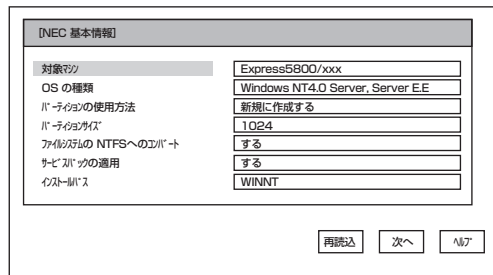 [NEC 基本情報]
対象ﾏｼﾝ Express5800/xxx
OS の種類 Windows NT4.0 Server, Server E.E
ﾊﾟｰﾃｨｼｮﾝの使用方法 新規に作成する
ﾊﾟｰﾃｨｼｮﾝｻｲｽﾞ 1024
ﾌｧｲﾙｼｽﾃﾑの NTFSへのｺﾝﾊﾞｰﾄ する
ｻｰﾋﾞｽﾊﾟｯｸの適用 する
ｲﾝｽﾄｰﾙﾊﾟｽ WINNT
再読込 次へ ﾍﾙﾌﾟ